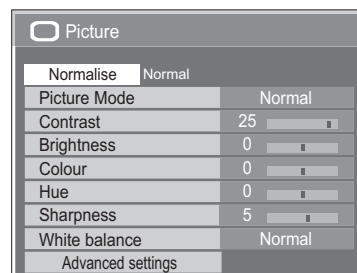 Picture
Normalise Normal
Picture Mode Normal
Contrast 25
Brightness 0
Colour 0
Hue 0
Sharpness 5
White balance Normal
Advanced settings